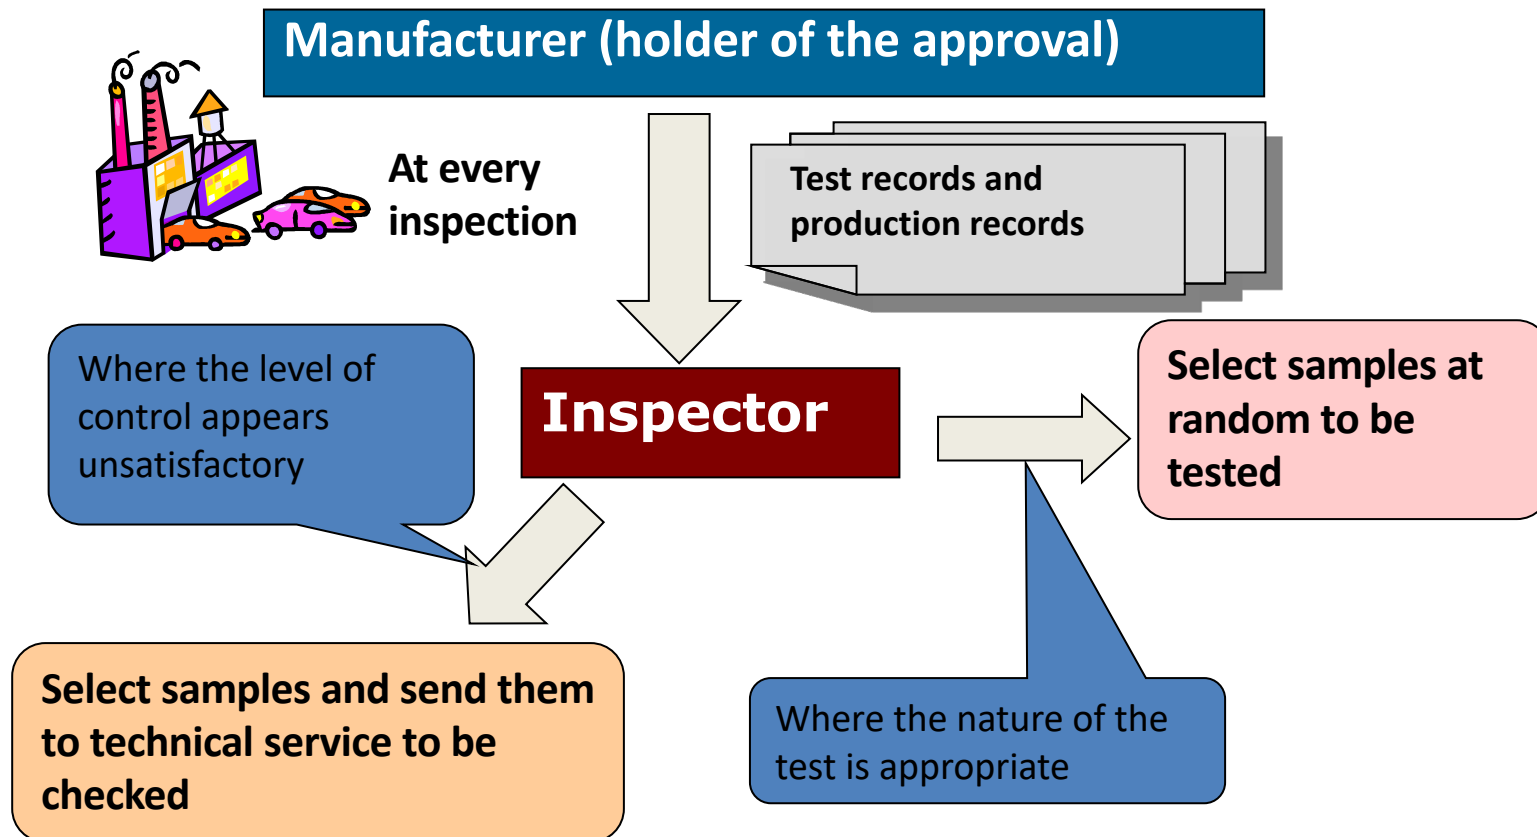 Manufacturer (holder of the approval)
At every
inspection
Test records and
production records
Where the level of
control appears
unsatisfactory
Inspector
Select samples at
random to be
tested
Select samples and send them
to technical service to be
checked
Where the nature of the
test is appropriate